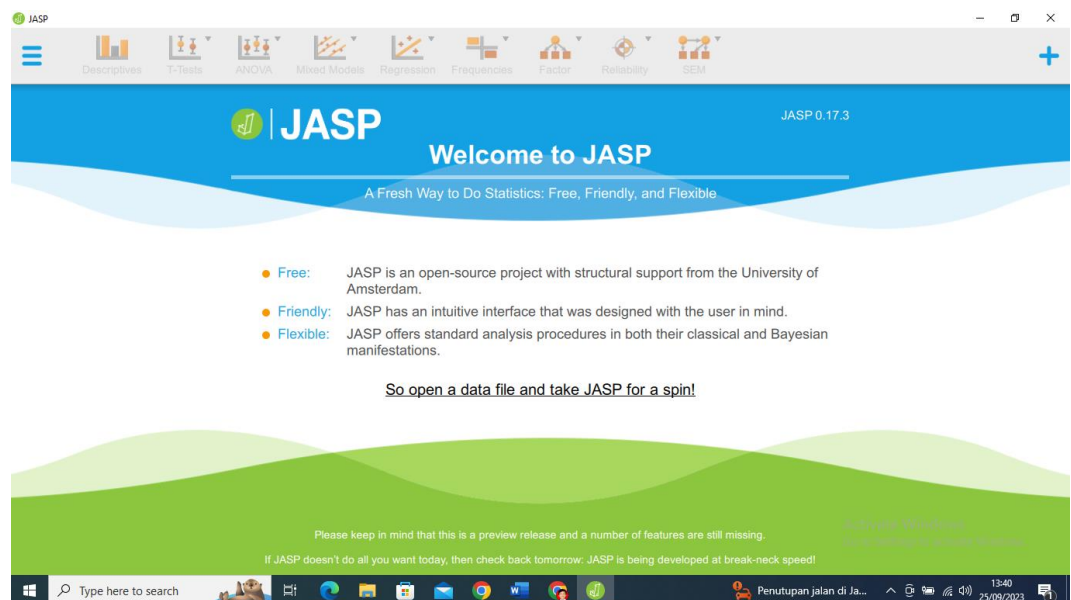 JASP
Descriptives T-Tests ANOVA Mixed Models Regression Frequencies Factor Reliability SEM
JASP
JASP 0.17.3
Welcome to JASP
A Fresh Way to Do Statistics: Free, Friendly, and Flexible
Free: JASP is an open-source project with structural support from the University of
Amsterdam.
Friendly: JASP has an intuitive interface that was designed with the user in mind.
Flexible: JASP offers standard analysis procedures in both their classical and Bayesian
manifestations.
So open a data file and take JASP for a spin!
Please keep in mind that this is a preview release and a number of features are still missing.
If JASP doesn't do all you want today, then check back tomorrow: JASP is being developed at break-neck speed!
Type here to search
Penutupan jalan di Ja...
13:40
25/09/2023